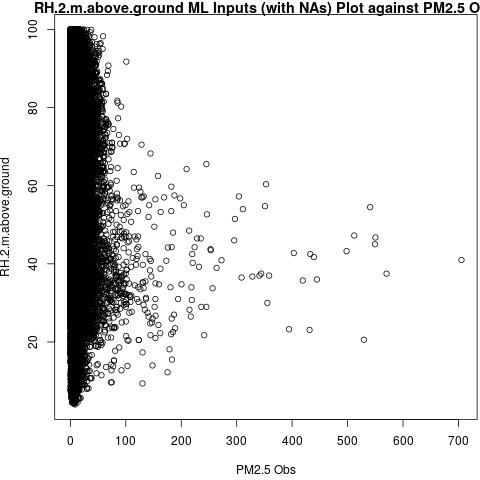 RH.2.m.above.ground ML Inputs (with NAs) Plot against PM2.5 O
RH.2.m.above.ground
100
80
60
40
20
0 100 200 300 400 500 600 700
PM2.5 Obs